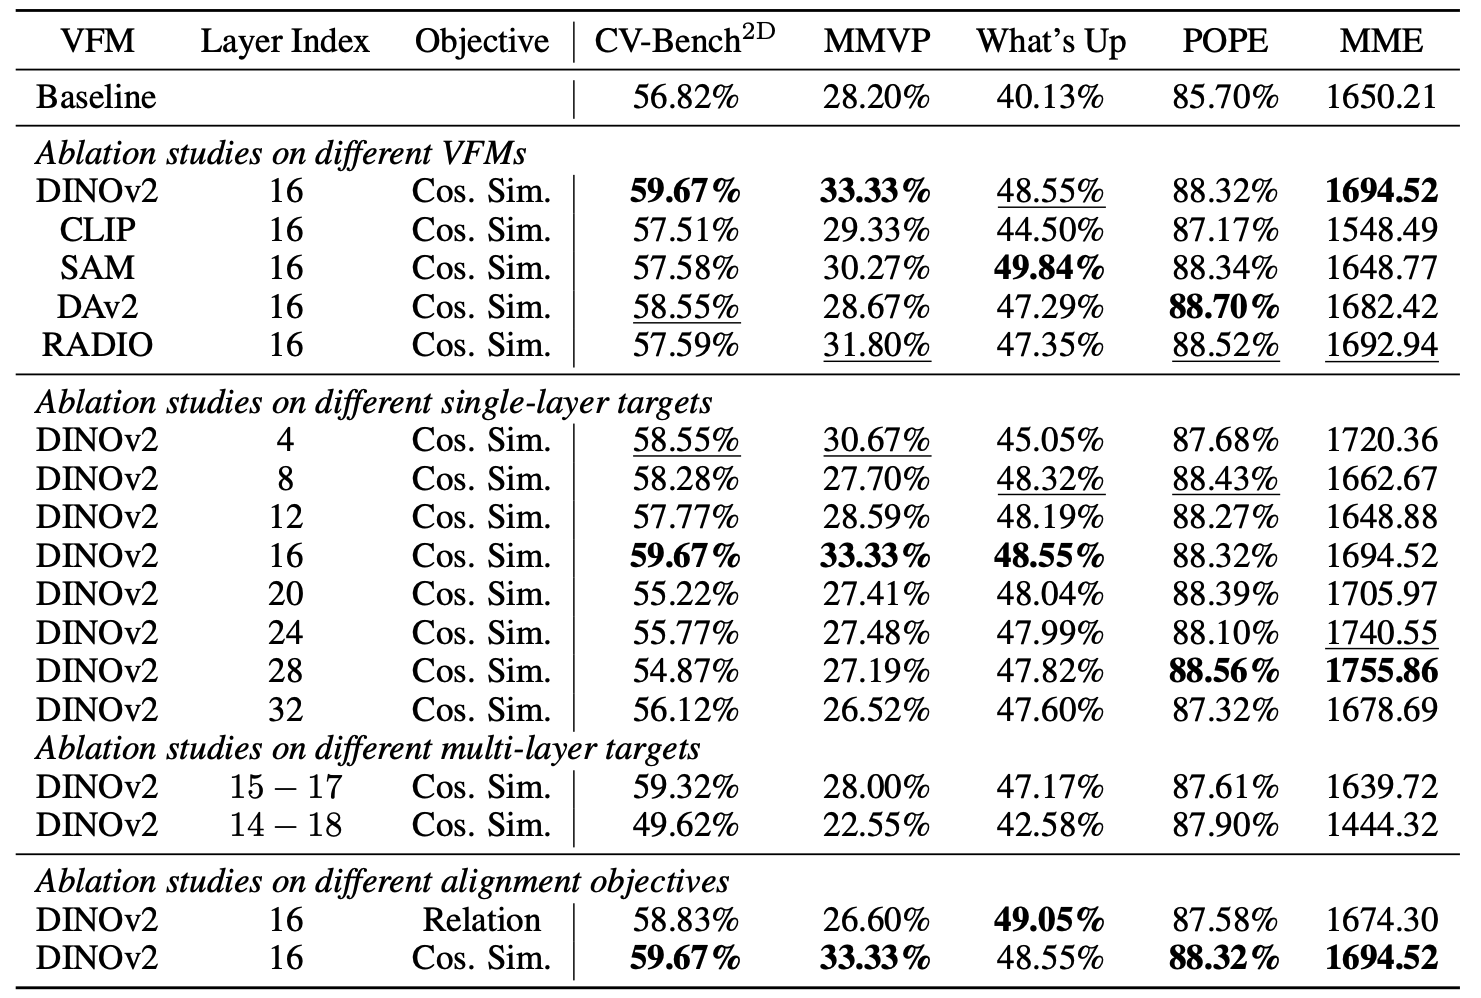 VFM Layer Index Objective CV-Bench²ᴰ MMVP What's Up POPE MME
Baseline 56.82% 28.20% 40.13% 85.70% 1650.21
Ablation studies on different VFMs
DINOv2 16 Cos. Sim. 59.67% 33.33% 48.55% 88.32% 1694.52
CLIP 16 Cos. Sim. 57.51% 29.33% 44.50% 87.17% 1548.49
SAM 16 Cos. Sim. 57.58% 30.27% 49.84% 88.34% 1648.77
DAv2 16 Cos. Sim. 58.55% 28.67% 47.29% 88.70% 1682.42
RADIO 16 Cos. Sim. 57.59% 31.80% 47.35% 88.52% 1692.94
Ablation studies on different single-layer targets
DINOv2 4 Cos. Sim. 58.55% 30.67% 45.05% 87.68% 1720.36
DINOv2 8 Cos. Sim. 58.28% 27.70% 48.32% 88.43% 1662.67
DINOv2 12 Cos. Sim. 57.77% 28.59% 48.19% 88.27% 1648.88
DINOv2 16 Cos. Sim. 59.67% 33.33% 48.55% 88.32% 1694.52
DINOv2 20 Cos. Sim. 55.22% 27.41% 48.04% 88.39% 1705.97
DINOv2 24 Cos. Sim. 55.77% 27.48% 47.99% 88.10% 1740.55
DINOv2 28 Cos. Sim. 54.87% 27.19% 47.82% 88.56% 1755.86
DINOv2 32 Cos. Sim. 56.12% 26.52% 47.60% 87.32% 1678.69
Ablation studies on different multi-layer targets
DINOv2 15 − 17 Cos. Sim. 59.32% 28.00% 47.17% 87.61% 1639.72
DINOv2 14 − 18 Cos. Sim. 49.62% 22.55% 42.58% 87.90% 1444.32
Ablation studies on different alignment objectives
DINOv2 16 Relation 58.83% 26.60% 49.05% 87.58% 1674.30
DINOv2 16 Cos. Sim. 59.67% 33.33% 48.55% 88.32% 1694.52